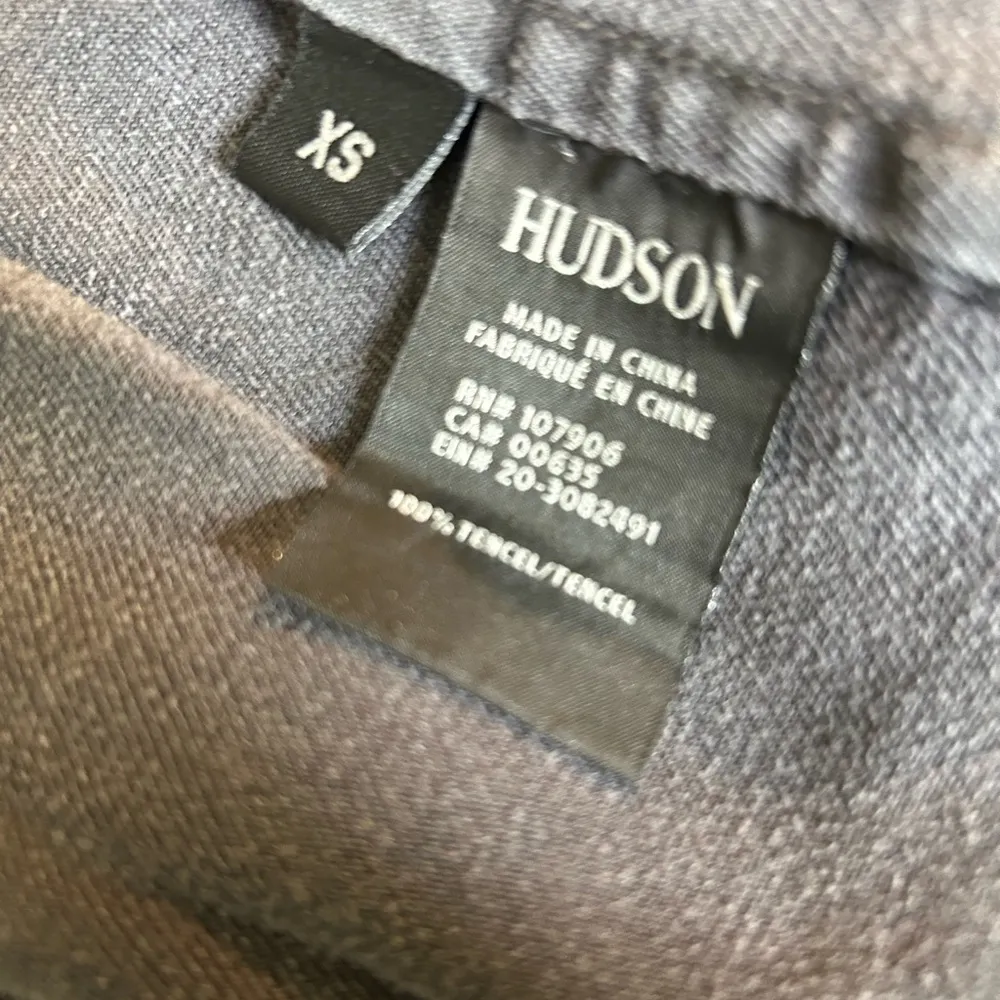 XS
HUDSON
MADE IN CHINA
FABRIQUÉ EN CHINE
RN# 107906
CA# 00635
EIN# 20-3082491
100% TENCEL/TENCEL